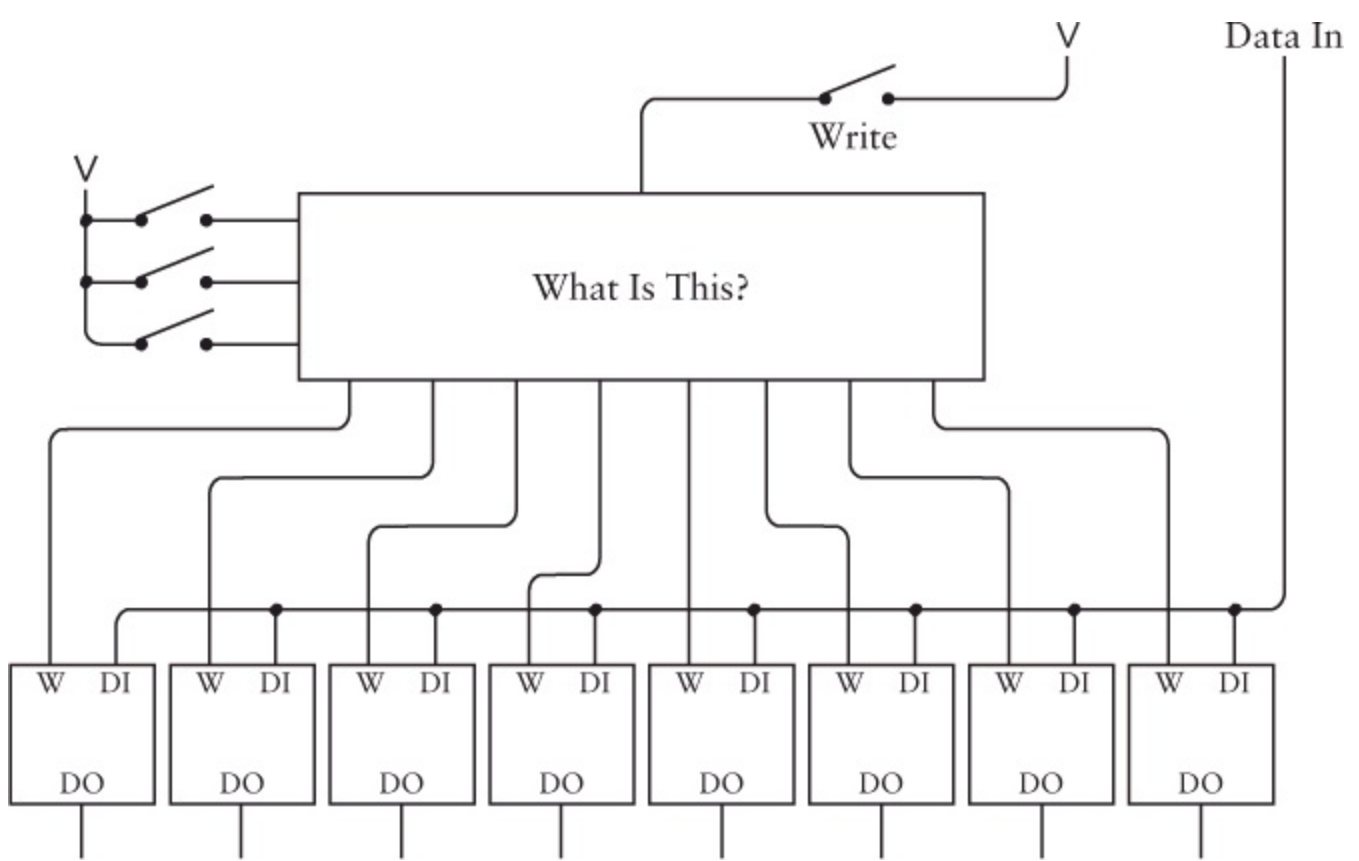 V Data In
Write
V
What Is This?
W DI W DI W DI W DI W DI W DI W DI W DI
DO DO DO DO DO DO DO DO